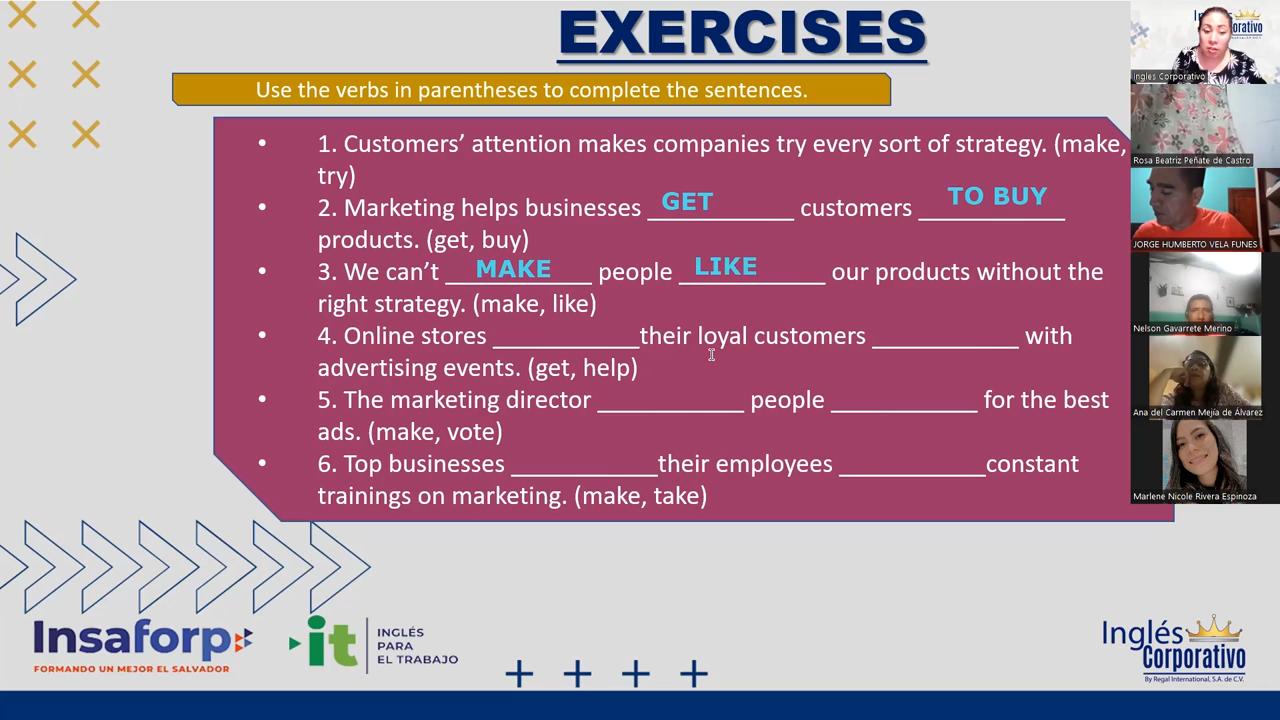 EXERCISES
Use the verbs in parentheses to complete the sentences.
• 1. Customers’ attention makes companies try every sort of strategy. (make,
try)
• 2. Marketing helps businesses ____________ GET customers ____________ TO BUY
products. (get, buy)
• 3. We can’t ____________ MAKE people ____________ LIKE our products without the
right strategy. (make, like)
• 4. Online stores ____________their loyal customers ____________ with
advertising events. (get, help)
• 5. The marketing director ____________ people ____________ for the best
ads. (make, vote)
• 6. Top businesses ____________their employees ____________constant
trainings on marketing. (make, take)
Insaforp
FORMANDO UN MEJOR EL SALVADOR
it
INGLÉS
PARA
EL TRABAJO
Inglés
Corporativo
By Regal International, S.A. de C.V.
Ingles Corporativo
Rosa Beatriz Peñate de Castro
JORGE HUMBERTO VELA FUNES
Nelson Gavarrete Merino
Ana del Carmen Mejía de Álvarez
Marlene Nicole Rivera Espinoza